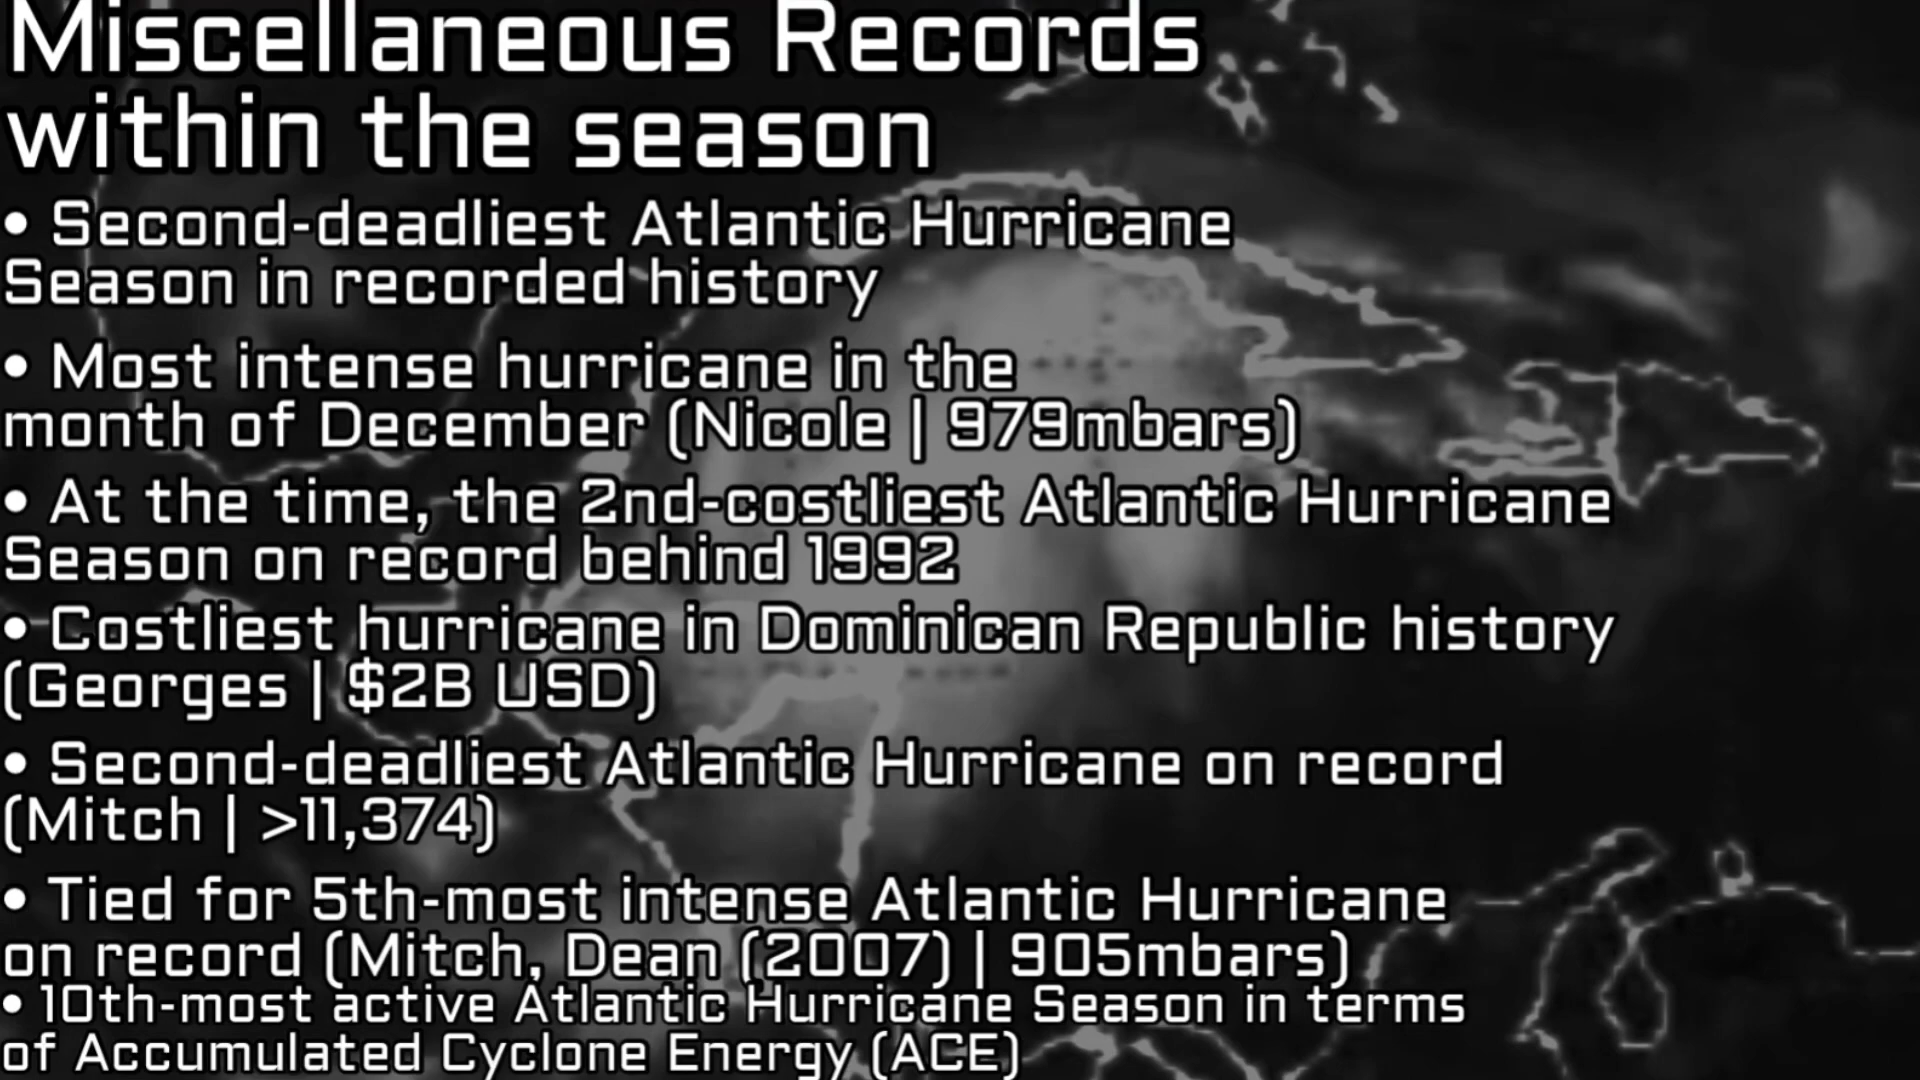 Miscellaneous Records
within the season
• Second-deadliest Atlantic Hurricane
Season in recorded history
• Most intense hurricane in the
month of December (Nicole | 979mbars)
• At the time, the 2nd-costliest Atlantic Hurricane
Season on record behind 1992
• Costliest hurricane in Dominican Republic history
(Georges | $2B USD)
• Second-deadliest Atlantic Hurricane on record
(Mitch | >11,374)
• Tied for 5th-most intense Atlantic Hurricane
on record (Mitch, Dean (2007) | 905mbars)
• 10th-most active Atlantic Hurricane Season in terms
of Accumulated Cyclone Energy (ACE)